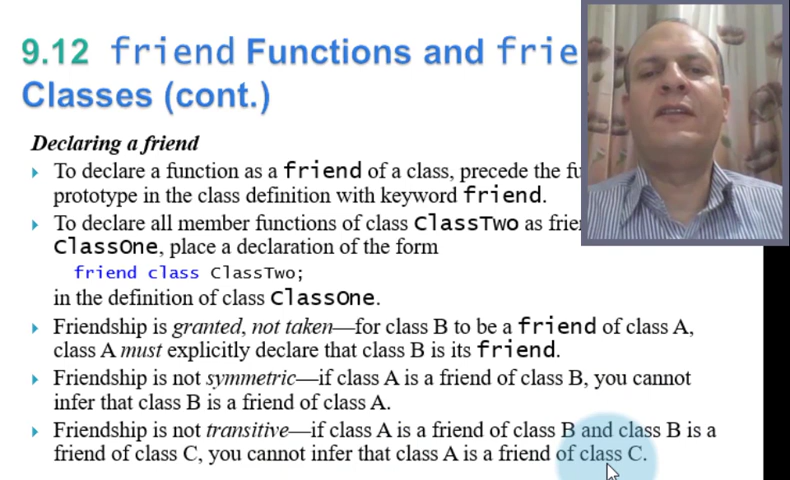 9.12 friend Functions and frie
Classes (cont.)
Declaring a friend
To declare a function as a friend of a class, precede the fu
prototype in the class definition with keyword friend.
To declare all member functions of class ClassTwo as frie
ClassOne, place a declaration of the form
friend class ClassTwo;
in the definition of class ClassOne.
Friendship is granted, not taken—for class B to be a friend of class A,
class A must explicitly declare that class B is its friend.
Friendship is not symmetric—if class A is a friend of class B, you cannot
infer that class B is a friend of class A.
Friendship is not transitive—if class A is a friend of class B and class B is a
friend of class C, you cannot infer that class A is a friend of class C.